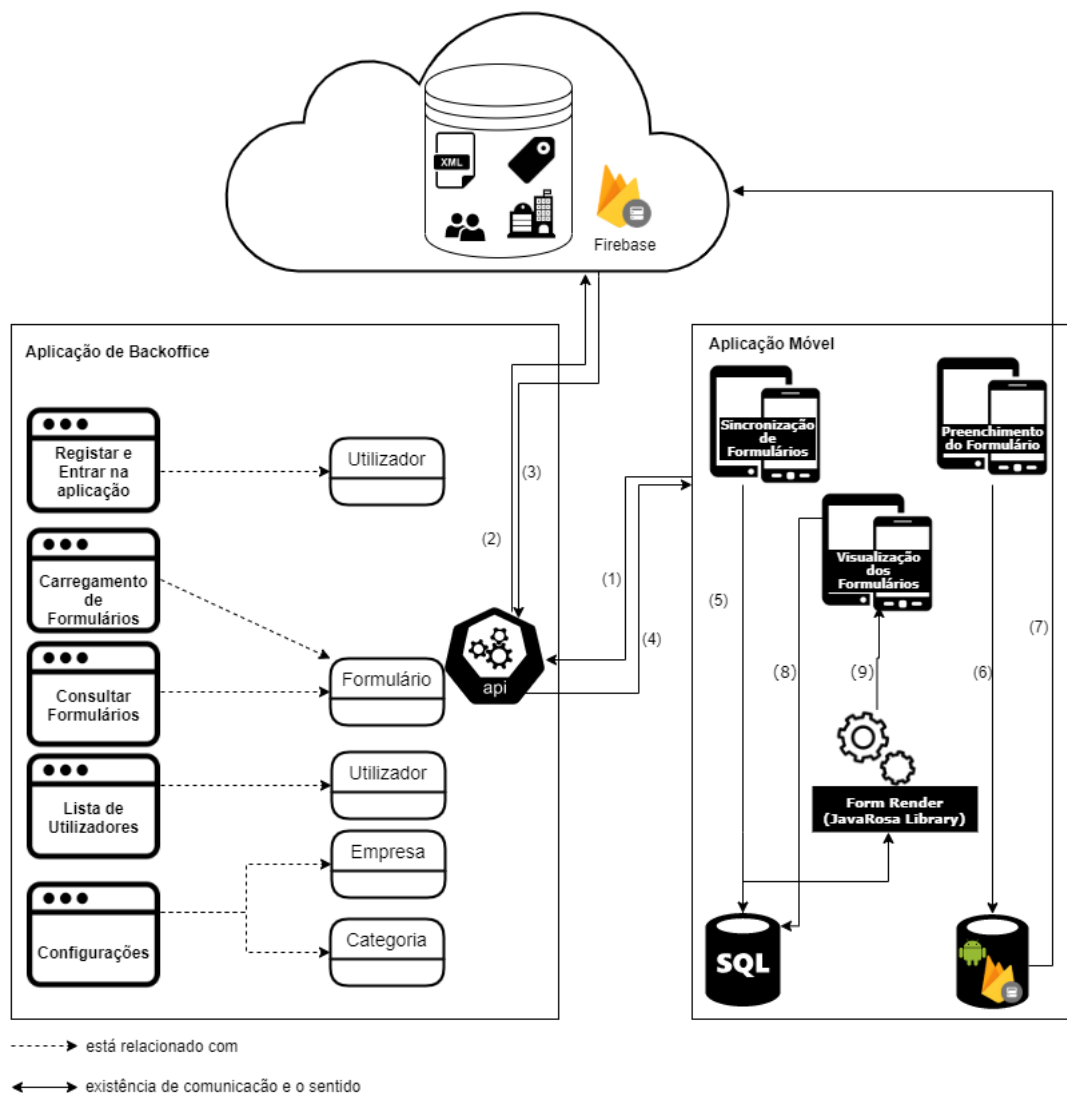 XML
Firebase
Aplicação de Backoffice
Registar e
Entrar na
aplicação
Utilizador
Carregamento
de
Formulários
Consultar
Formulários
Formulário
Lista de
Utilizadores
Utilizador
Empresa
Configurações
Categoria
(3)
(2)
api
(1)
(4)
Aplicação Móvel
Sincronização
de
Formulários
Preenchimento
do Formulário
Visualização
dos
Formulários
(5)
(8)
(9)
(6)
(7)
Form Render
(JavaRosa Library)
SQL
está relacionado com
existência de comunicação e o sentido